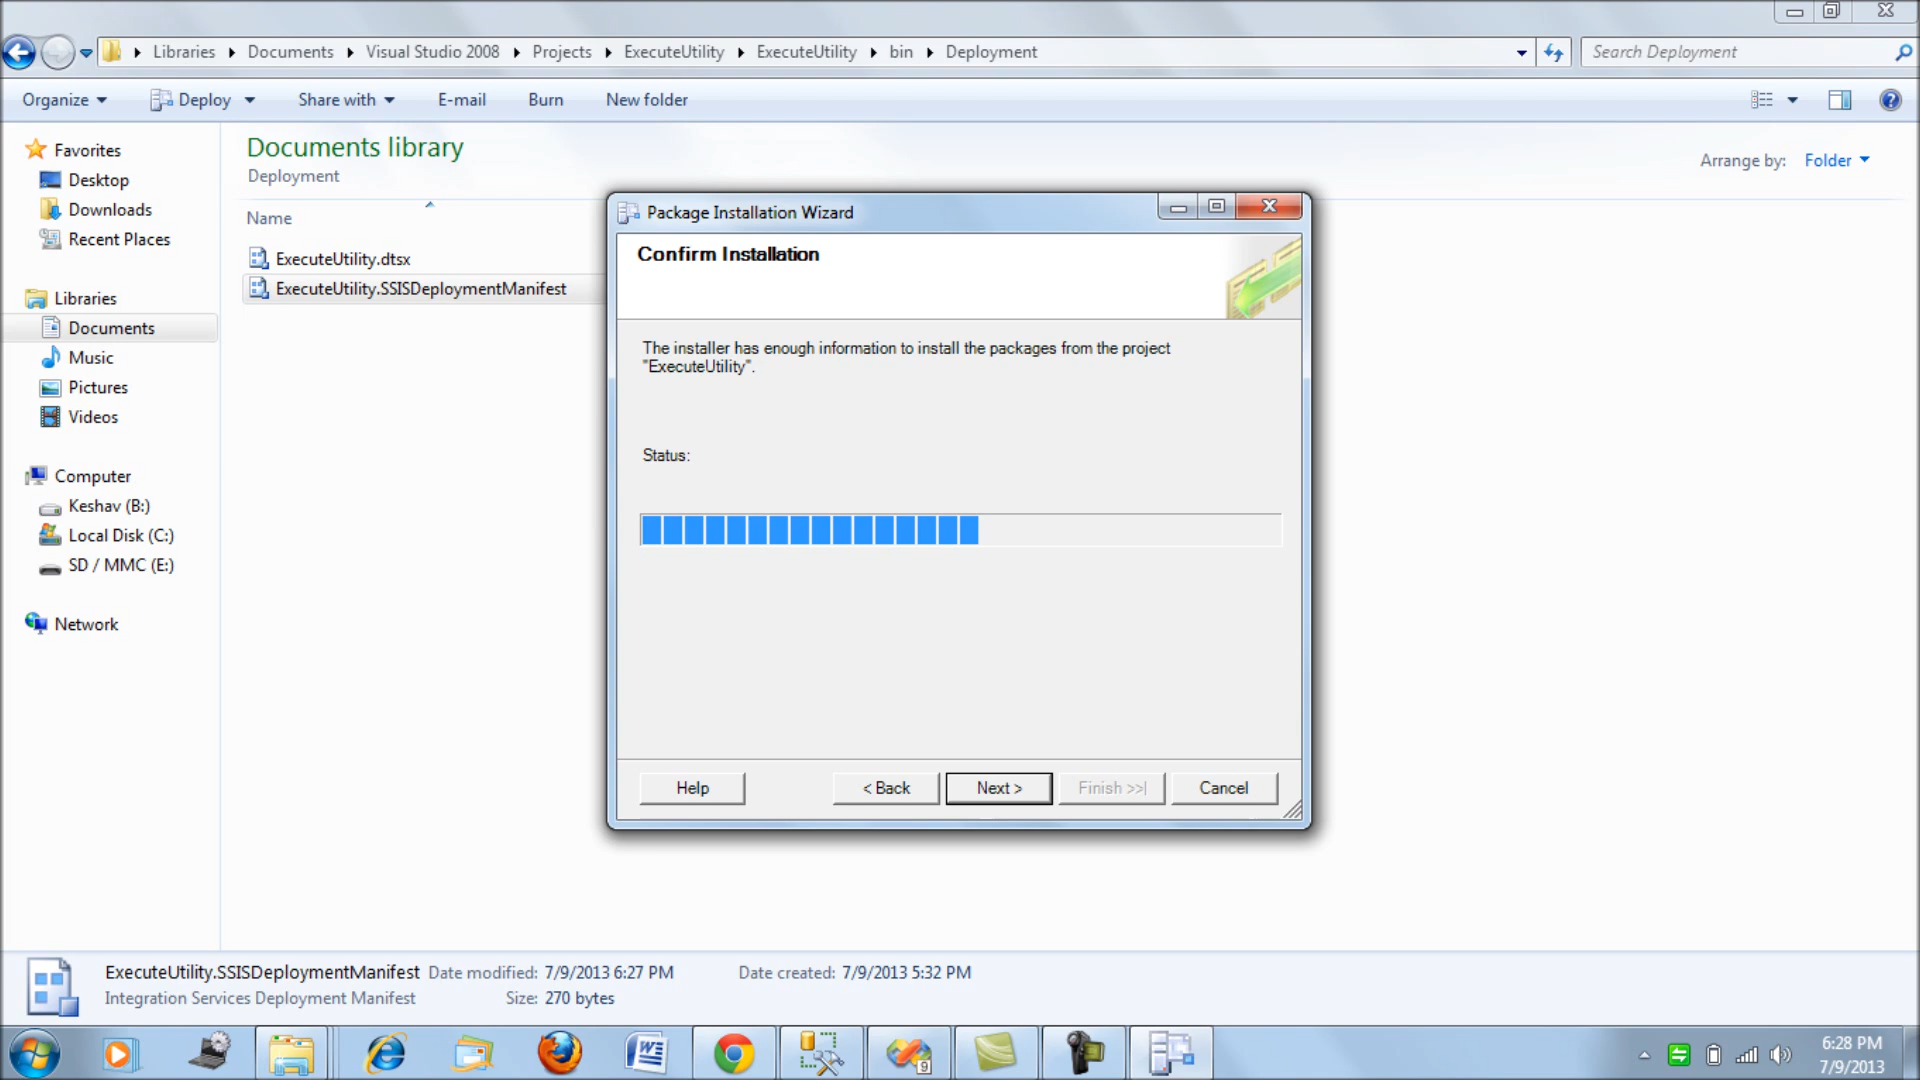 Libraries Documents Visual Studio 2008 Projects ExecuteUtility ExecuteUtility bin Deployment
Search Deployment
Organize Deploy Share with E-mail Burn New folder
Favorites
Desktop
Downloads
Recent Places
Libraries
Documents
Music
Pictures
Videos
Computer
Keshav (B:)
Local Disk (C:)
SD / MMC (E:)
Network
Documents library
Deployment
Arrange by: Folder
Name
ExecuteUtility.dtsx
ExecuteUtility.SSISDeploymentManifest
Package Installation Wizard
Confirm Installation
The installer has enough information to install the packages from the project
"ExecuteUtility".
Status:
Help < Back Next > Finish >>| Cancel
ExecuteUtility.SSISDeploymentManifest Date modified: 7/9/2013 6:27 PM Date created: 7/9/2013 5:32 PM
Integration Services Deployment Manifest Size: 270 bytes
9
6:28 PM
7/9/2013